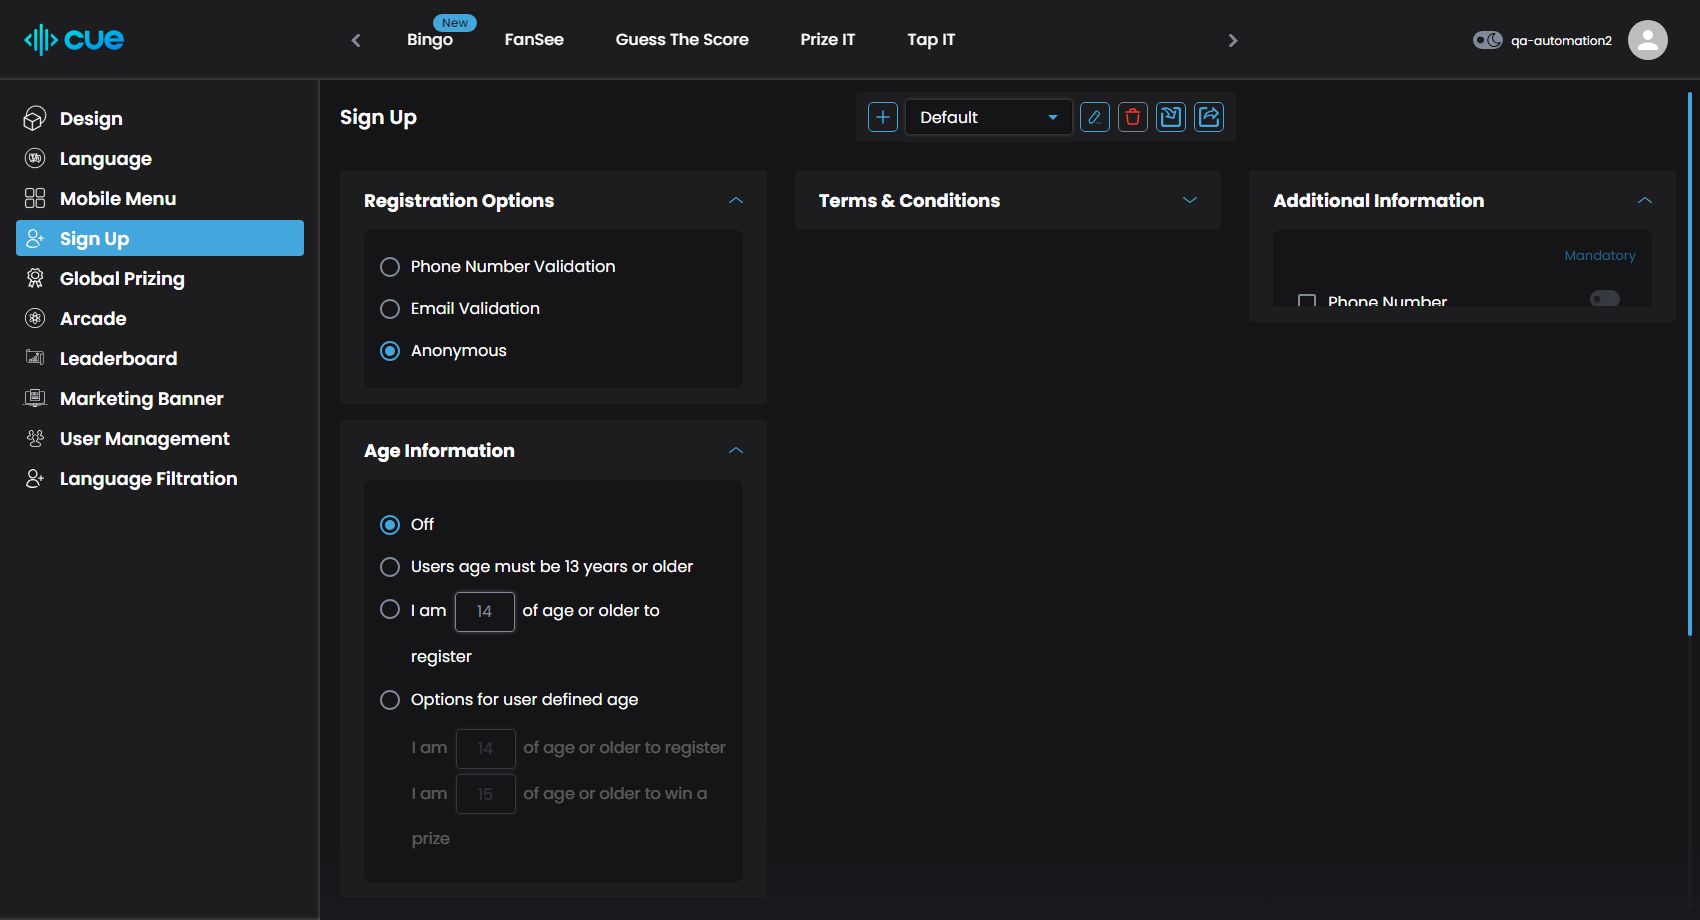 cue
New
Bingo
FanSee
Guess The Score
Prize IT
Tap IT
qa-automation2
Design
Language
Mobile Menu
Sign Up
Global Prizing
Arcade
Leaderboard
Marketing Banner
User Management
Language Filtration
Sign Up
Default
Registration Options
Phone Number Validation
Email Validation
Anonymous
Age Information
Off
Users age must be 13 years or older
I am 14 of age or older to
register
Options for user defined age
I am 14 of age or older to register
I am 15 of age or older to win a
prize
Terms & Conditions
Additional Information
Mandatory
Phone Number